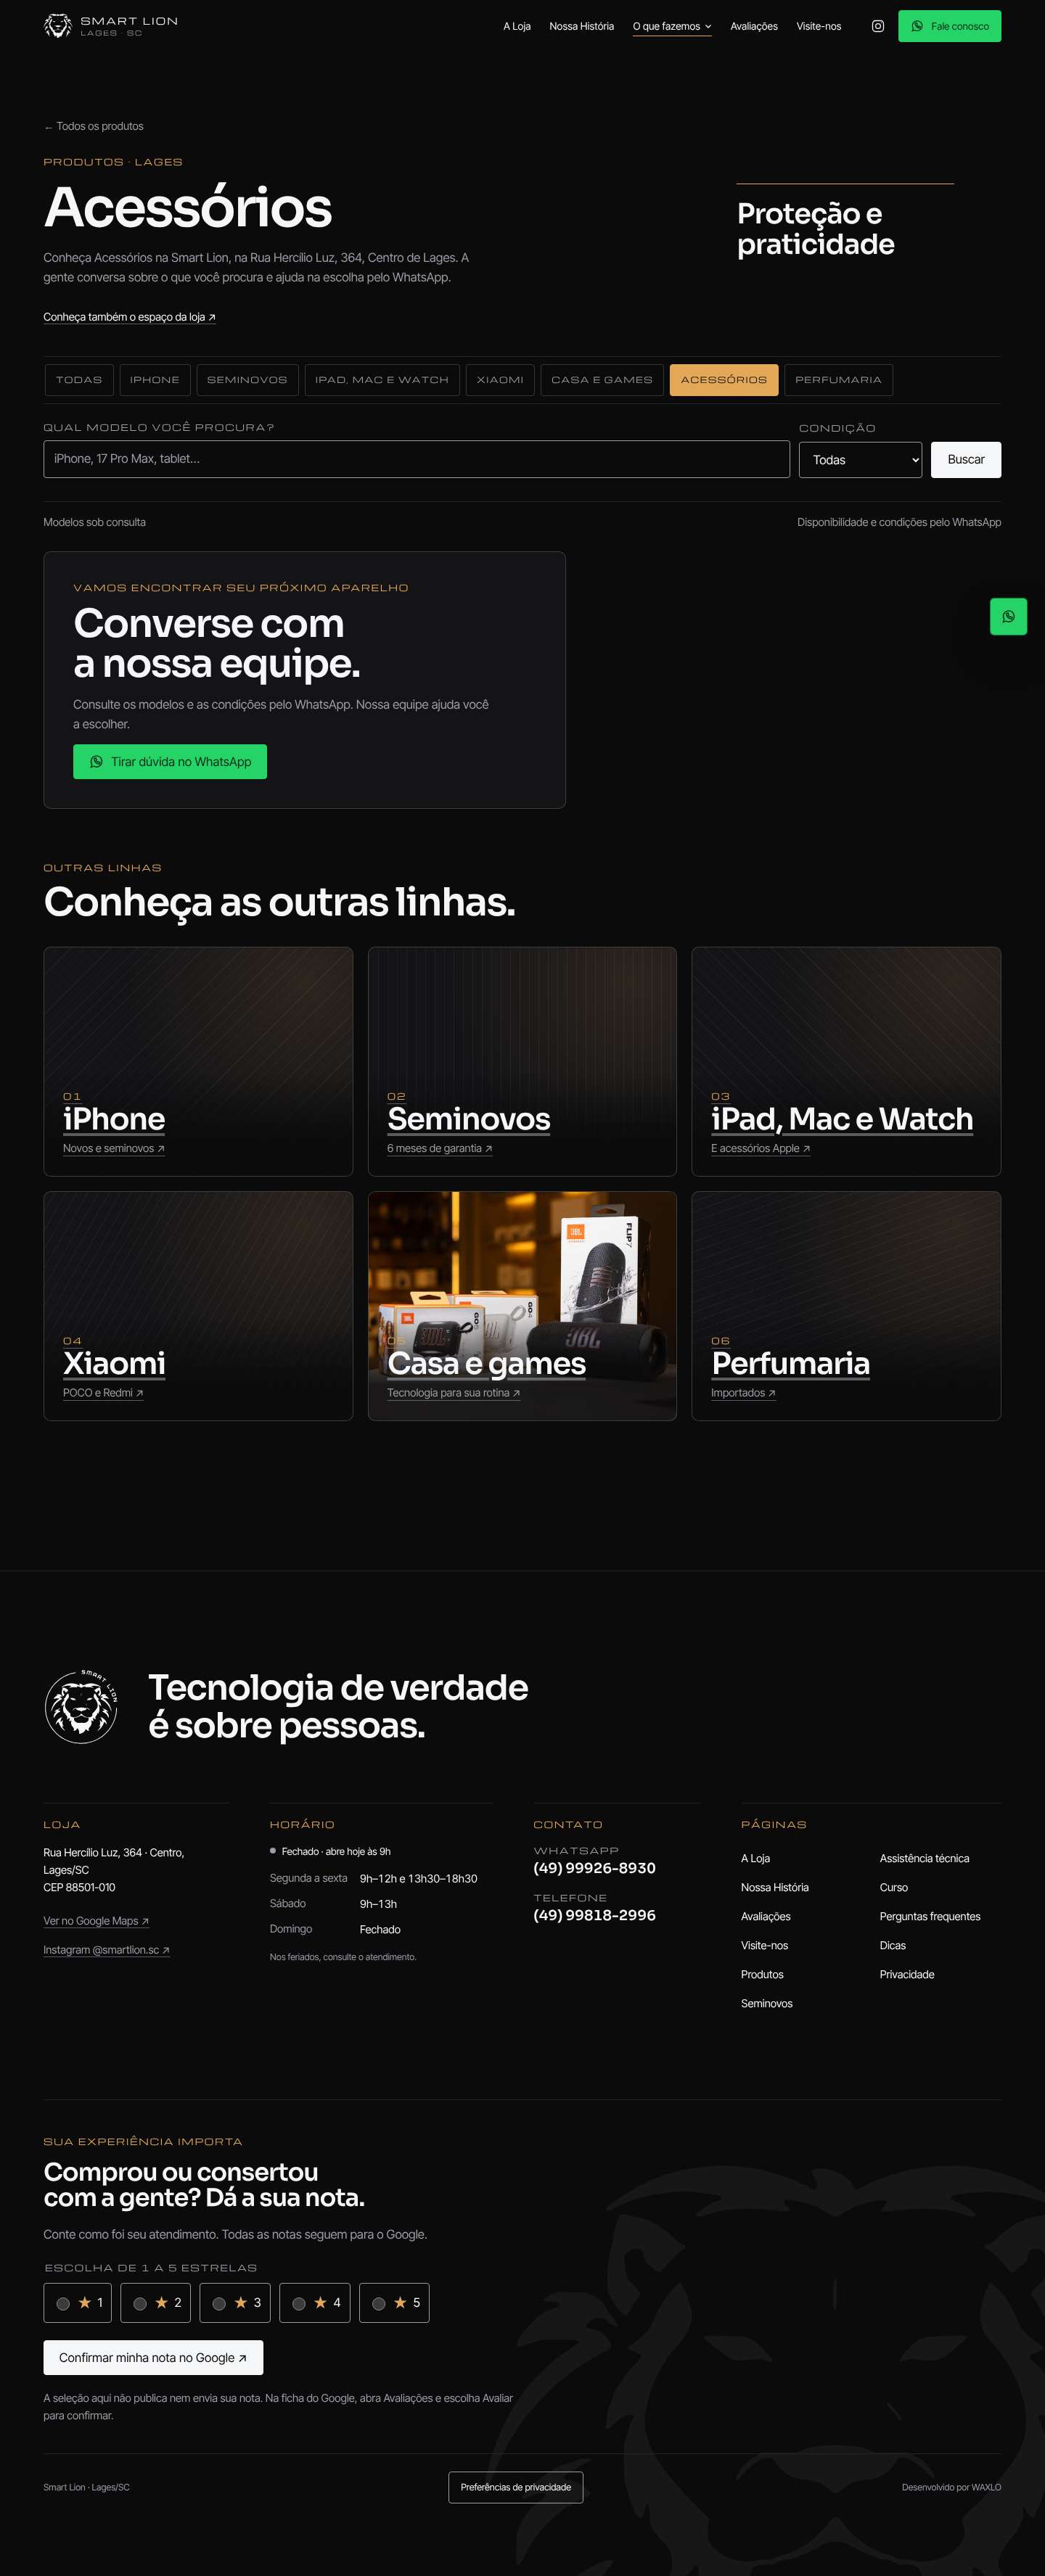 SMART LION
LAGES · SC
A Loja
Nossa História
O que fazemos
Avaliações
Visite-nos
Fale conosco
← Todos os produtos
PRODUTOS · LAGES
Acessórios
Conheça Acessórios na Smart Lion, na Rua Hercílio Luz, 364, Centro de Lages. A
gente conversa sobre o que você procura e ajuda na escolha pelo WhatsApp.
Conheça também o espaço da loja ↗
Proteção e
praticidade
TODAS
IPHONE
SEMINOVOS
IPAD, MAC E WATCH
XIAOMI
CASA E GAMES
ACESSÓRIOS
PERFUMARIA
QUAL MODELO VOCÊ PROCURA?
iPhone, 17 Pro Max, tablet...
CONDIÇÃO
Todas
Buscar
Modelos sob consulta
Disponibilidade e condições pelo WhatsApp
VAMOS ENCONTRAR SEU PRÓXIMO APARELHO
Converse com
a nossa equipe.
Consulte os modelos e as condições pelo WhatsApp. Nossa equipe ajuda você
a escolher.
Tirar dúvida no WhatsApp
OUTRAS LINHAS
Conheça as outras linhas.
01
iPhone
Novos e seminovos ↗
02
Seminovos
6 meses de garantia ↗
03
iPad, Mac e Watch
E acessórios Apple ↗
04
Xiaomi
POCO e Redmi ↗
JBL
FLIP7
JBL
05
Casa e games
Tecnologia para sua rotina ↗
06
Perfumaria
Importados ↗
SMART LION
Tecnologia de verdade
é sobre pessoas.
LOJA
Rua Hercílio Luz, 364 · Centro,
Lages/SC
CEP 88501-010
Ver no Google Maps ↗
Instagram @smartlion.sc ↗
HORÁRIO
Fechado · abre hoje às 9h
Segunda a sexta 9h–12h e 13h30–18h30
Sábado 9h–13h
Domingo Fechado
Nos feriados, consulte o atendimento.
CONTATO
WHATSAPP
(49) 99926-8930
TELEFONE
(49) 99818-2996
PÁGINAS
A Loja
Nossa História
Avaliações
Visite-nos
Produtos
Seminovos
Assistência técnica
Curso
Perguntas frequentes
Dicas
Privacidade
SUA EXPERIÊNCIA IMPORTA
Comprou ou consertou
com a gente? Dá a sua nota.
Conte como foi seu atendimento. Todas as notas seguem para o Google.
ESCOLHA DE 1 A 5 ESTRELAS
★ 1
★ 2
★ 3
★ 4
★ 5
Confirmar minha nota no Google ↗
A seleção aqui não publica nem envia sua nota. Na ficha do Google, abra Avaliações e escolha Avaliar
para confirmar.
Smart Lion · Lages/SC
Preferências de privacidade
Desenvolvido por WAXLO